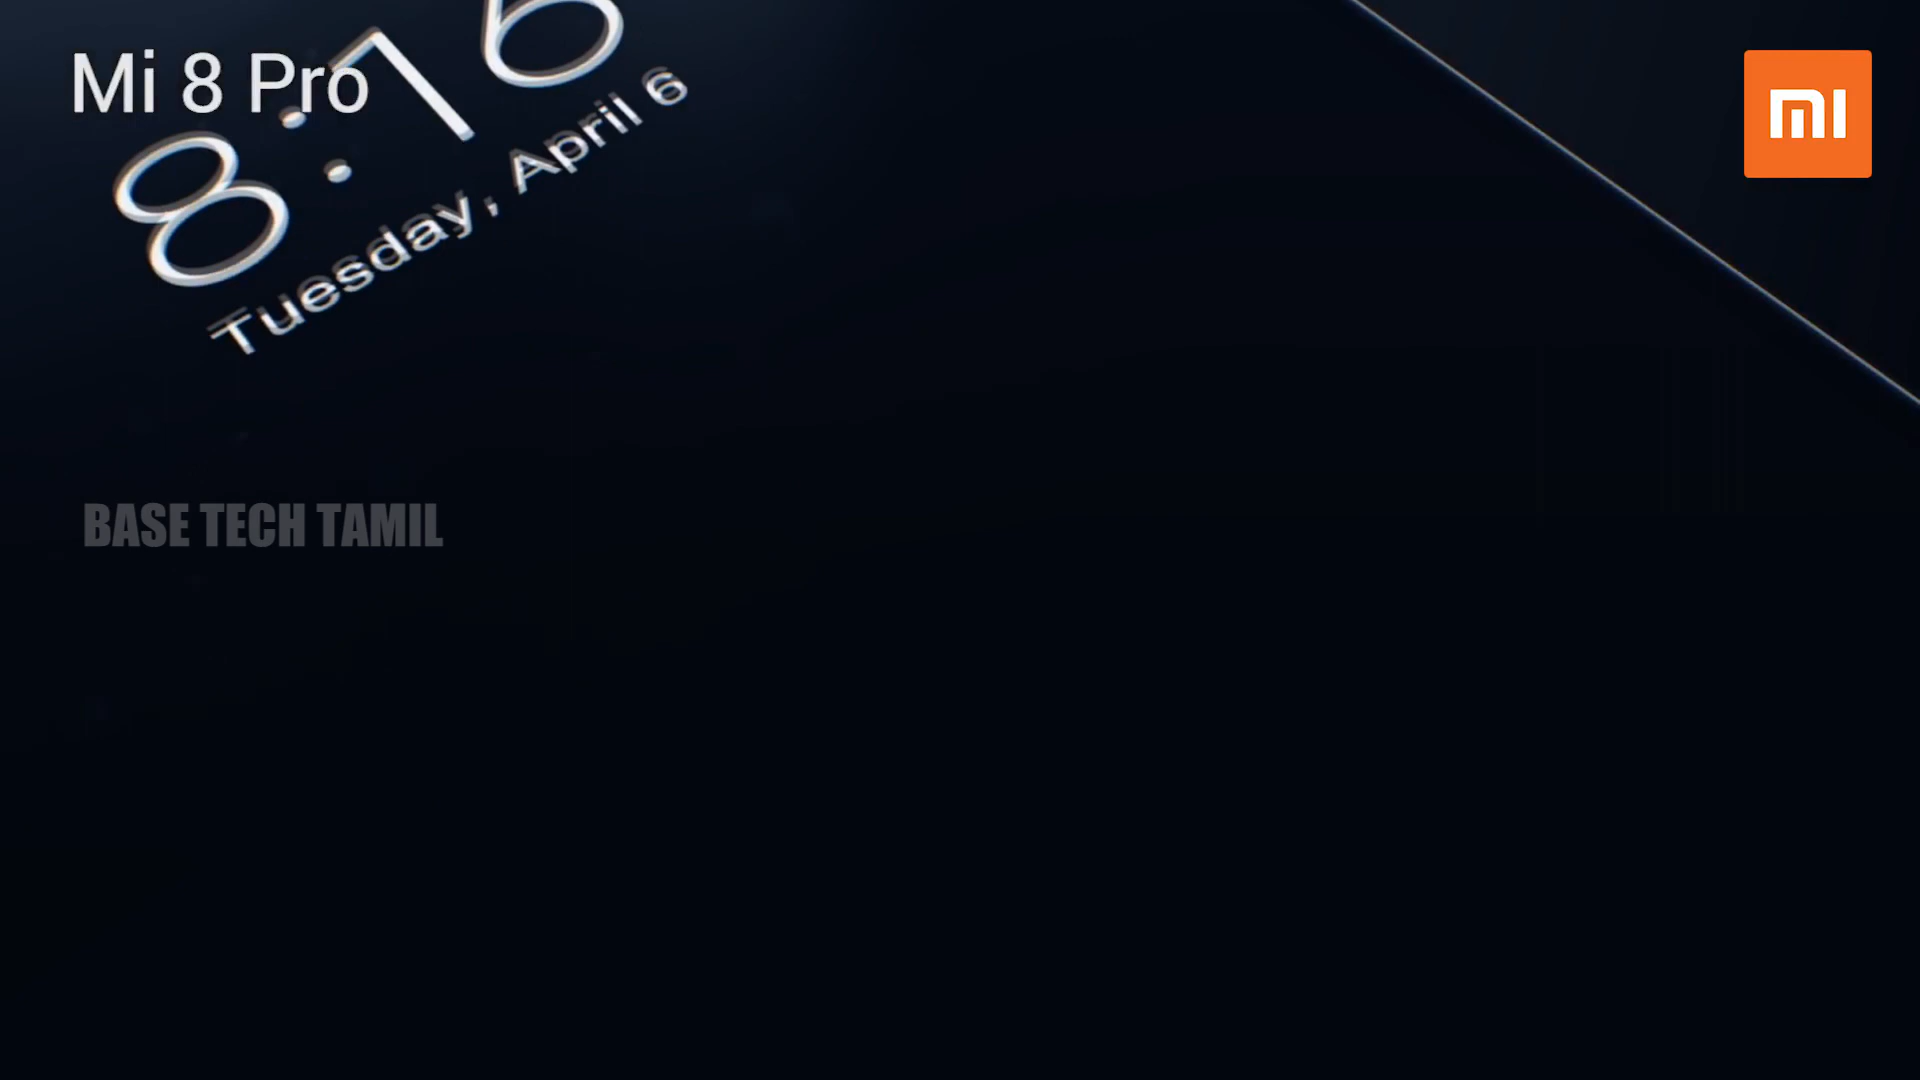 Mi 8 Pro
8:16
Tuesday, April 6
mi
BASE TECH TAMIL